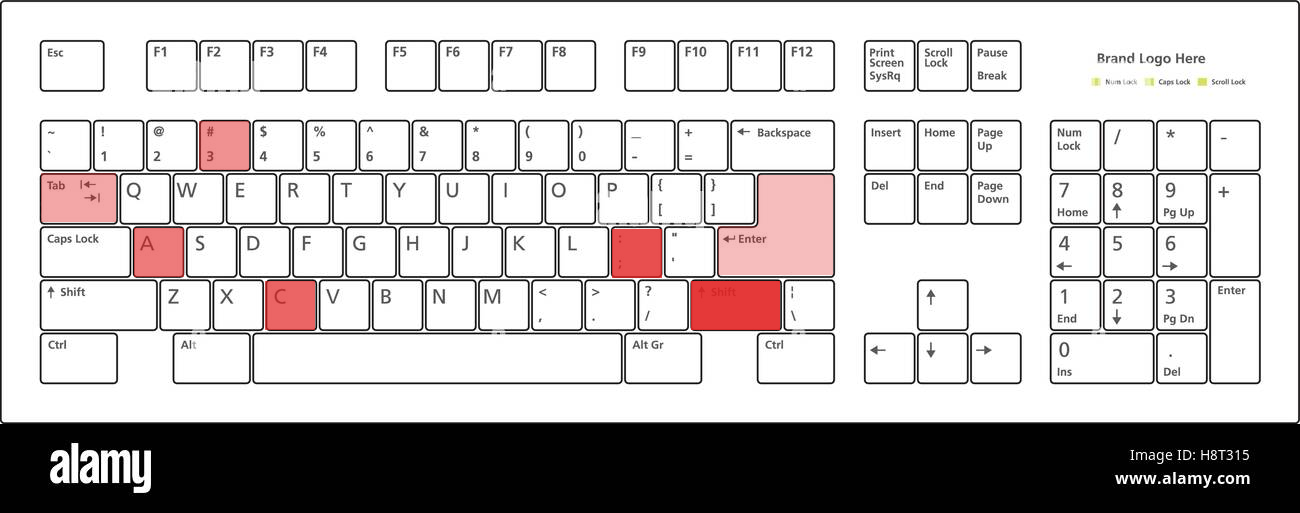 Esc F1 F2 F3 F4 F5 F6 F7 F8 F9 F10 F11 F12 Print Screen SysRq Scroll Lock Pause Break
Brand Logo Here
Num Lock Caps Lock Scroll Lock
~ ` ! 1 @ 2 # 3 $ 4 % 5 ^ 6 & 7 * 8 ( 9 ) 0 _ - + = ← Backspace Insert Home Page Up Num Lock / * -
Tab |← →| Q W E R T Y U I O P { [ } ] Del End Page Down 7 Home 8 ↑ 9 Pg Up +
Caps Lock A S D F G H J K L : ; " ' ↵ Enter 4 ← 5 6 →
↑ Shift Z X C V B N M < , > . ? / ↑ Shift ¦ \ ↑ 1 End 2 ↓ 3 Pg Dn Enter
Ctrl Alt Alt Gr Ctrl ← ↓ → 0 Ins . Del
alamy stock photo
H8T315
www.alamy.com